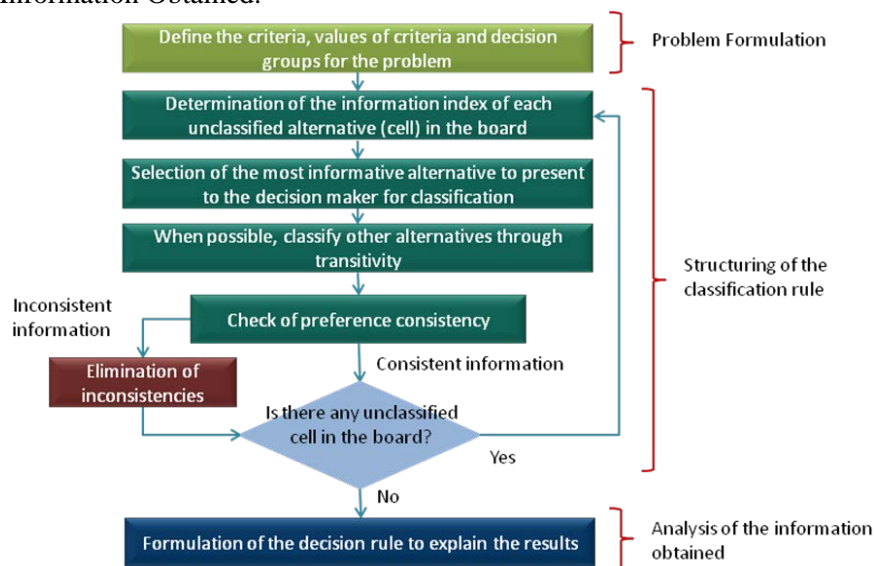 Information Obtained.
Define the criteria, values of criteria and decision
groups for the problem
Problem Formulation
Determination of the information index of each
unclassified alternative (cell) in the board
Selection of the most informative alternative to present
to the decision maker for classification
When possible, classify other alternatives through
transitivity
Structuring of the
classification rule
Inconsistent
information
Check of preference consistency
Consistent information
Elimination of
inconsistencies
Is there any unclassified
cell in the board?
Yes
No
Formulation of the decision rule to explain the results
Analysis of the information
obtained